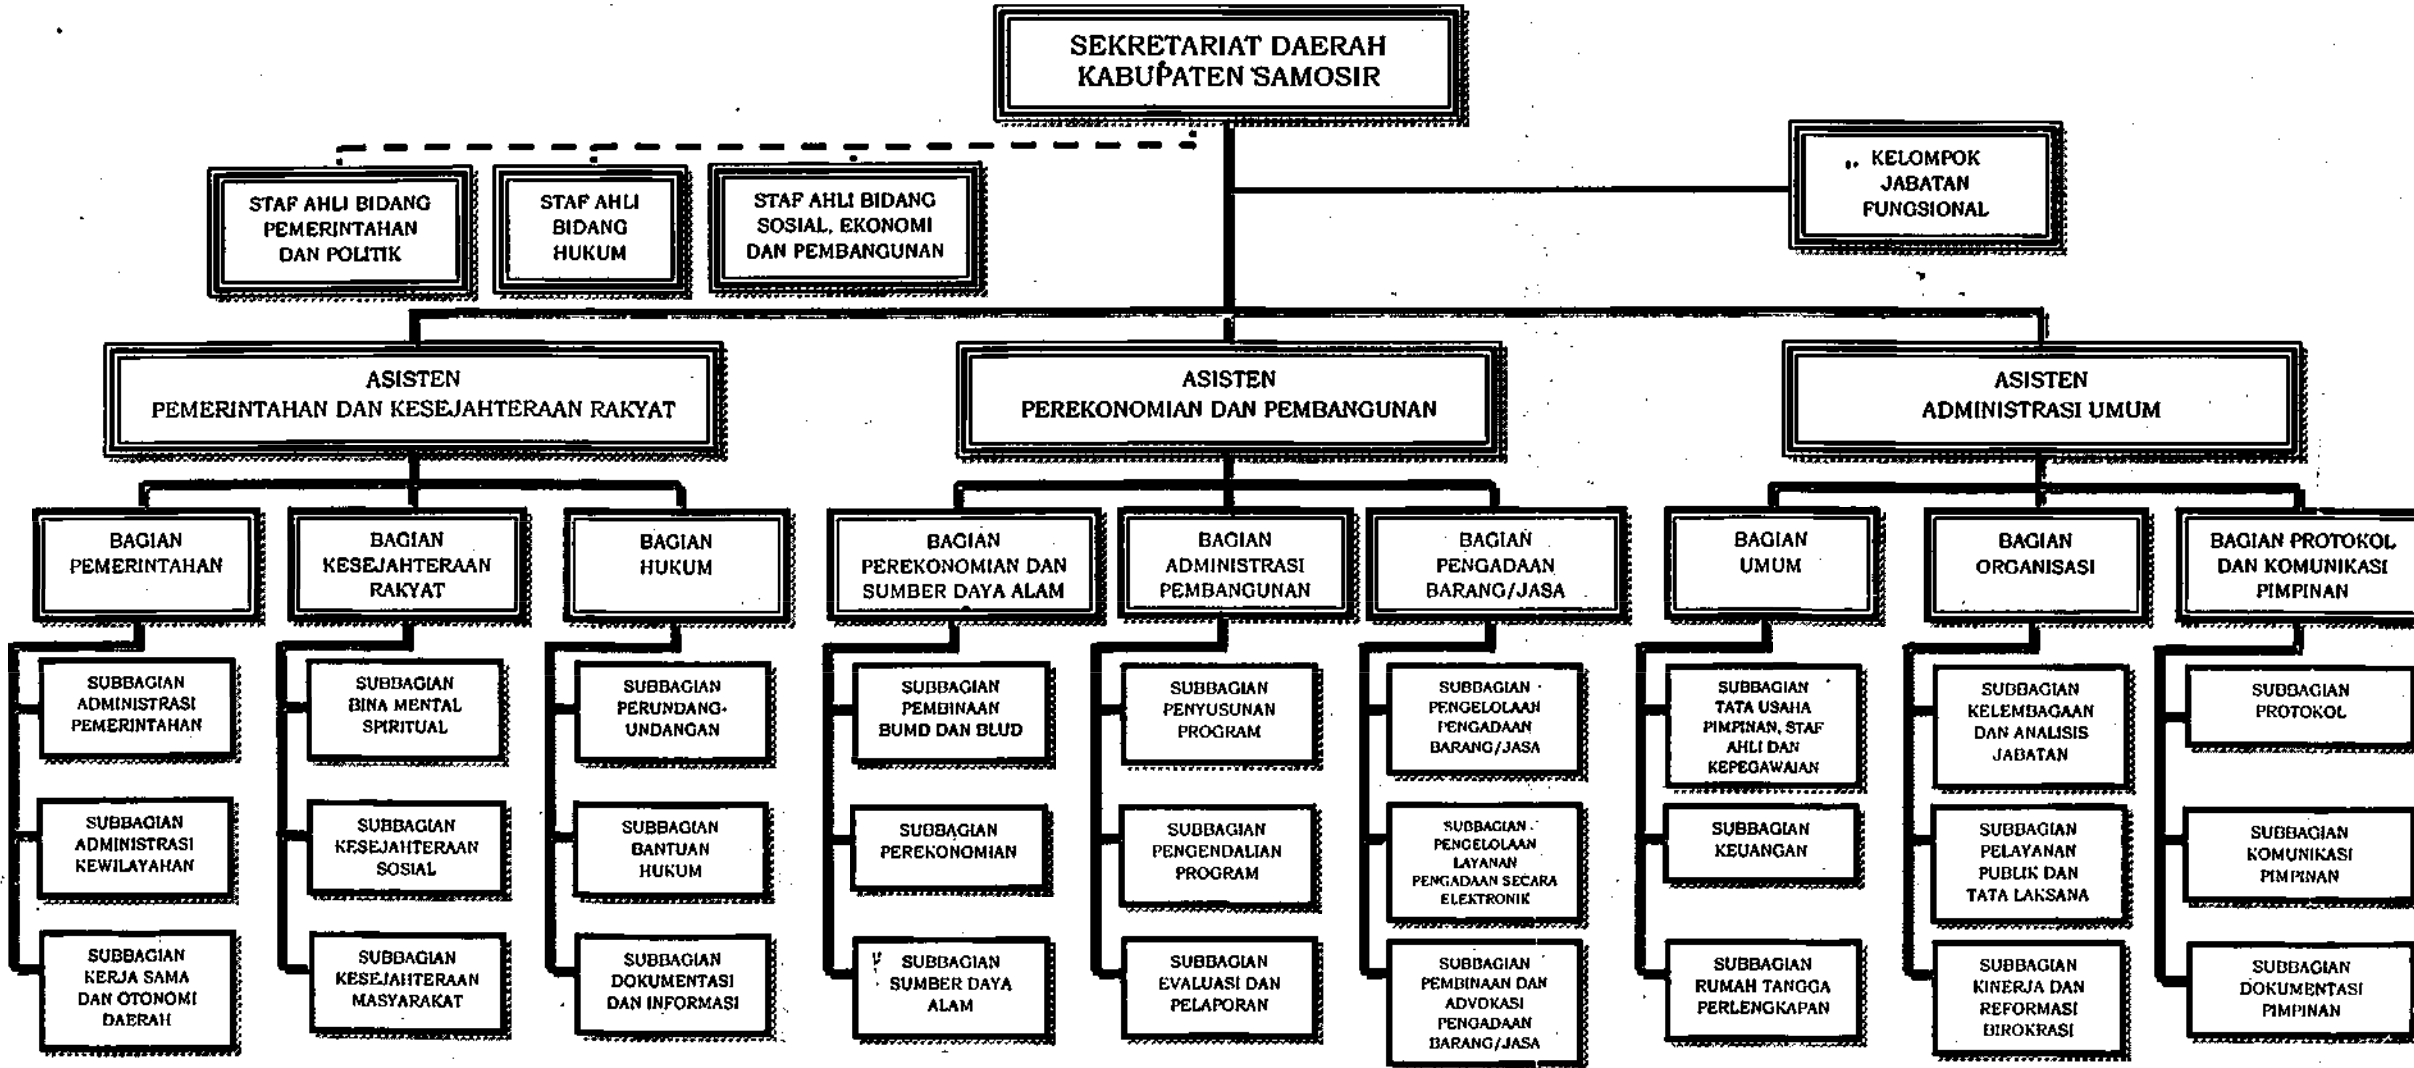 SEKRETARIAT DAERAH
KABUPATEN SAMOSIR
STAF AHLI BIDANG
PEMERINTAHAN
DAN POLITIK
STAF AHLI
BIDANG
HUKUM
STAF AHLI BIDANG
SOSIAL, EKONOMI
DAN PEMBANGUNAN
KELOMPOK
JABATAN
FUNGSIONAL
ASISTEN
PEMERINTAHAN DAN KESEJAHTERAAN RAKYAT
ASISTEN
PEREKONOMIAN DAN PEMBANGUNAN
ASISTEN
ADMINISTRASI UMUM
BAGIAN
PEMERINTAHAN
BAGIAN
KESEJAHTERAAN
RAKYAT
BAGIAN
HUKUM
BAGIAN
PEREKONOMIAN DAN
SUMBER DAYA ALAM
BAGIAN
ADMINISTRASI
PEMBANGUNAN
BAGIAN
PENGADAAN
BARANG/JASA
BAGIAN
UMUM
BAGIAN
ORGANISASI
BAGIAN PROTOKOL
DAN KOMUNIKASI
PIMPINAN
SUBBAGIAN
ADMINISTRASI
PEMERINTAHAN
SUBBAGIAN
BINA MENTAL
SPIRITUAL
SUBBAGIAN
PERUNDANG-
UNDANGAN
SUBBAGIAN
PEMBINAAN
BUMD DAN BLUD
SUBBAGIAN
PENYUSUNAN
PROGRAM
SUBBAGIAN
PENGELOLAAN
PENGADAAN
BARANG/JASA
SUBBAGIAN
TATA USAHA
PIMPINAN, STAF
AHLI DAN
KEPEGAWAIAN
SUBBAGIAN
KELEMBAGAAN
DAN ANALISIS
JABATAN
SUBBAGIAN
PROTOKOL
SUBBAGIAN
ADMINISTRASI
KEWILAYAHAN
SUBBAGIAN
KESEJAHTERAAN
SOSIAL
SUBBAGIAN
BANTUAN
HUKUM
SUBBAGIAN
PEREKONOMIAN
SUBBAGIAN
PENGENDALIAN
PROGRAM
SUBBAGIAN
PENGELOLAAN
LAYANAN
PENGADAAN SECARA
ELEKTRONIK
SUBBAGIAN
KEUANGAN
SUBBAGIAN
PELAYANAN
PUBLIK DAN
TATA LAKSANA
SUBBAGIAN
KOMUNIKASI
PIMPINAN
SUBBAGIAN
KERJA SAMA
DAN OTONOMI
DAERAH
SUBBAGIAN
KESEJAHTERAAN
MASYARAKAT
SUBBAGIAN
DOKUMENTASI
DAN INFORMASI
SUBBAGIAN
SUMBER DAYA
ALAM
SUBBAGIAN
EVALUASI DAN
PELAPORAN
SUBBAGIAN
PEMBINAAN DAN
ADVOKASI
PENGADAAN
BARANG/JASA
SUBBAGIAN
RUMAH TANGGA
PERLENGKAPAN
SUBBAGIAN
KINERJA DAN
REFORMASI
BIROKRASI
SUBBAGIAN
DOKUMENTASI
PIMPINAN